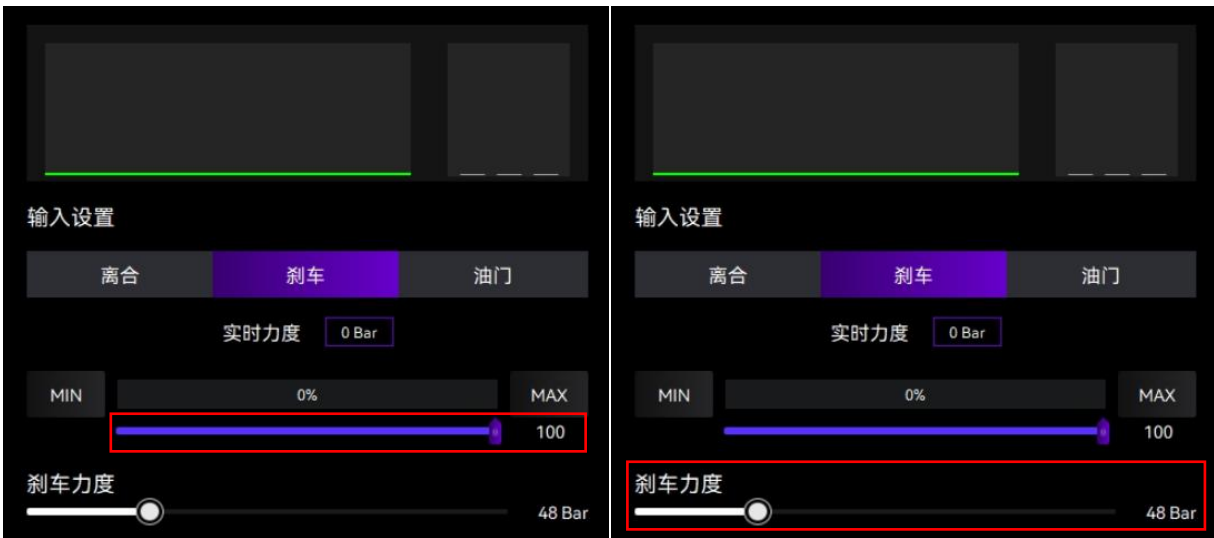 输入设置
离合 刹车 油门
实时力度 0 Bar
MIN 0% MAX
100
刹车力度
48 Bar
输入设置
离合 刹车 油门
实时力度 0 Bar
MIN 0% MAX
100
刹车力度
48 Bar